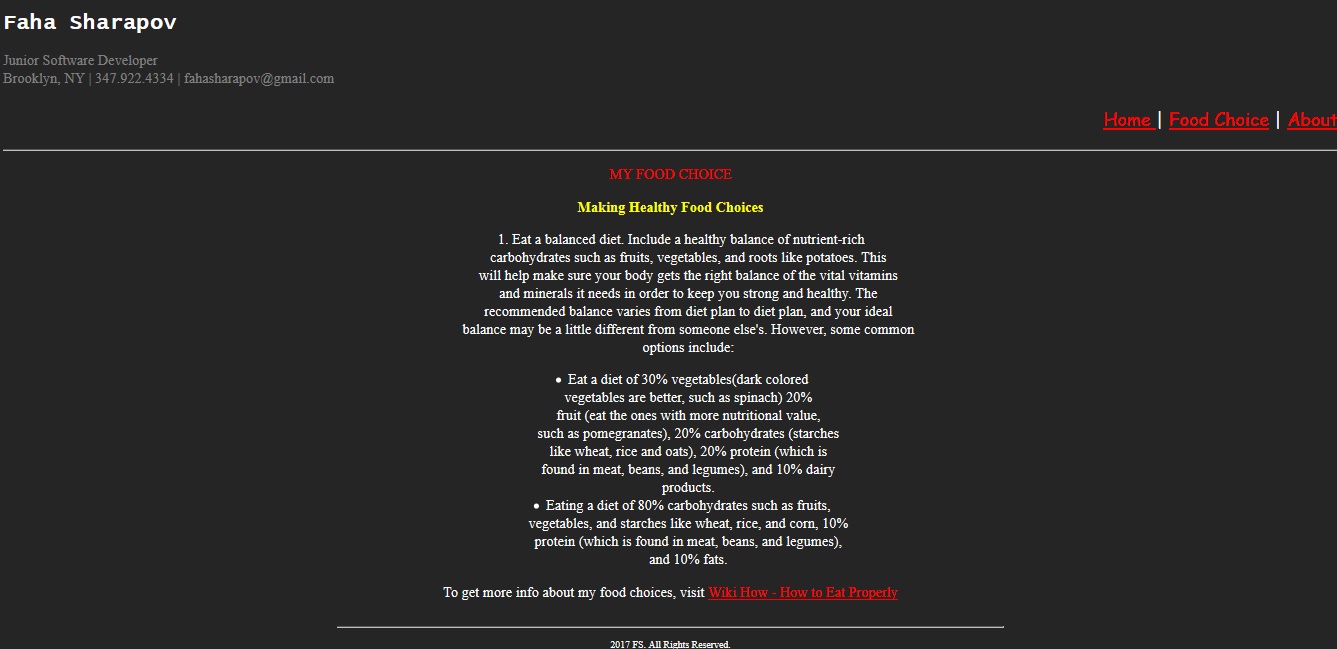 Faha Sharapov
Junior Software Developer
Brooklyn, NY | 347.922.4334 | fahasharapov@gmail.com
Home | Food Choice | About
MY FOOD CHOICE
Making Healthy Food Choices
1. Eat a balanced diet. Include a healthy balance of nutrient-rich
carbohydrates such as fruits, vegetables, and roots like potatoes. This
will help make sure your body gets the right balance of the vital vitamins
and minerals it needs in order to keep you strong and healthy. The
recommended balance varies from diet plan to diet plan, and your ideal
balance may be a little different from someone else's. However, some common
options include:
• Eat a diet of 30% vegetables(dark colored
vegetables are better, such as spinach) 20%
fruit (eat the ones with more nutritional value,
such as pomegranates), 20% carbohydrates (starches
like wheat, rice and oats), 20% protein (which is
found in meat, beans, and legumes), and 10% dairy
products.
• Eating a diet of 80% carbohydrates such as fruits,
vegetables, and starches like wheat, rice, and corn, 10%
protein (which is found in meat, beans, and legumes),
and 10% fats.
To get more info about my food choices, visit Wiki How - How to Eat Properly
2017 FS. All Rights Reserved.